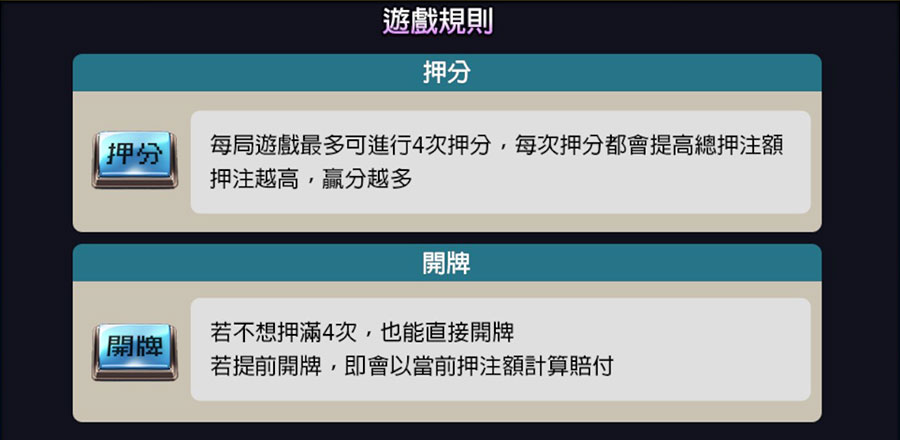 遊戲規則
押分
押分
每局遊戲最多可進行4次押分，每次押分都會提高總押注額
押注越高，贏分越多
開牌
開牌
若不想押滿4次，也能直接開牌
若提前開牌，即會以當前押注額計算賠付